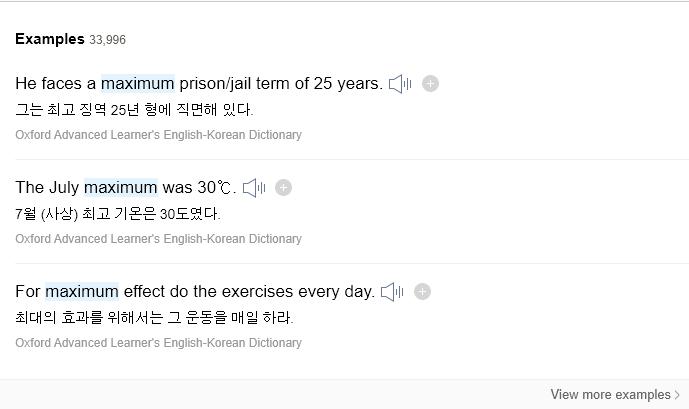 Examples 33,996
He faces a maximum prison/jail term of 25 years.
그는 최고 징역 25년 형에 직면해 있다.
Oxford Advanced Learner's English-Korean Dictionary
The July maximum was 30℃.
7월 (사상) 최고 기온은 30도였다.
Oxford Advanced Learner's English-Korean Dictionary
For maximum effect do the exercises every day.
최대의 효과를 위해서는 그 운동을 매일 하라.
Oxford Advanced Learner's English-Korean Dictionary
View more examples